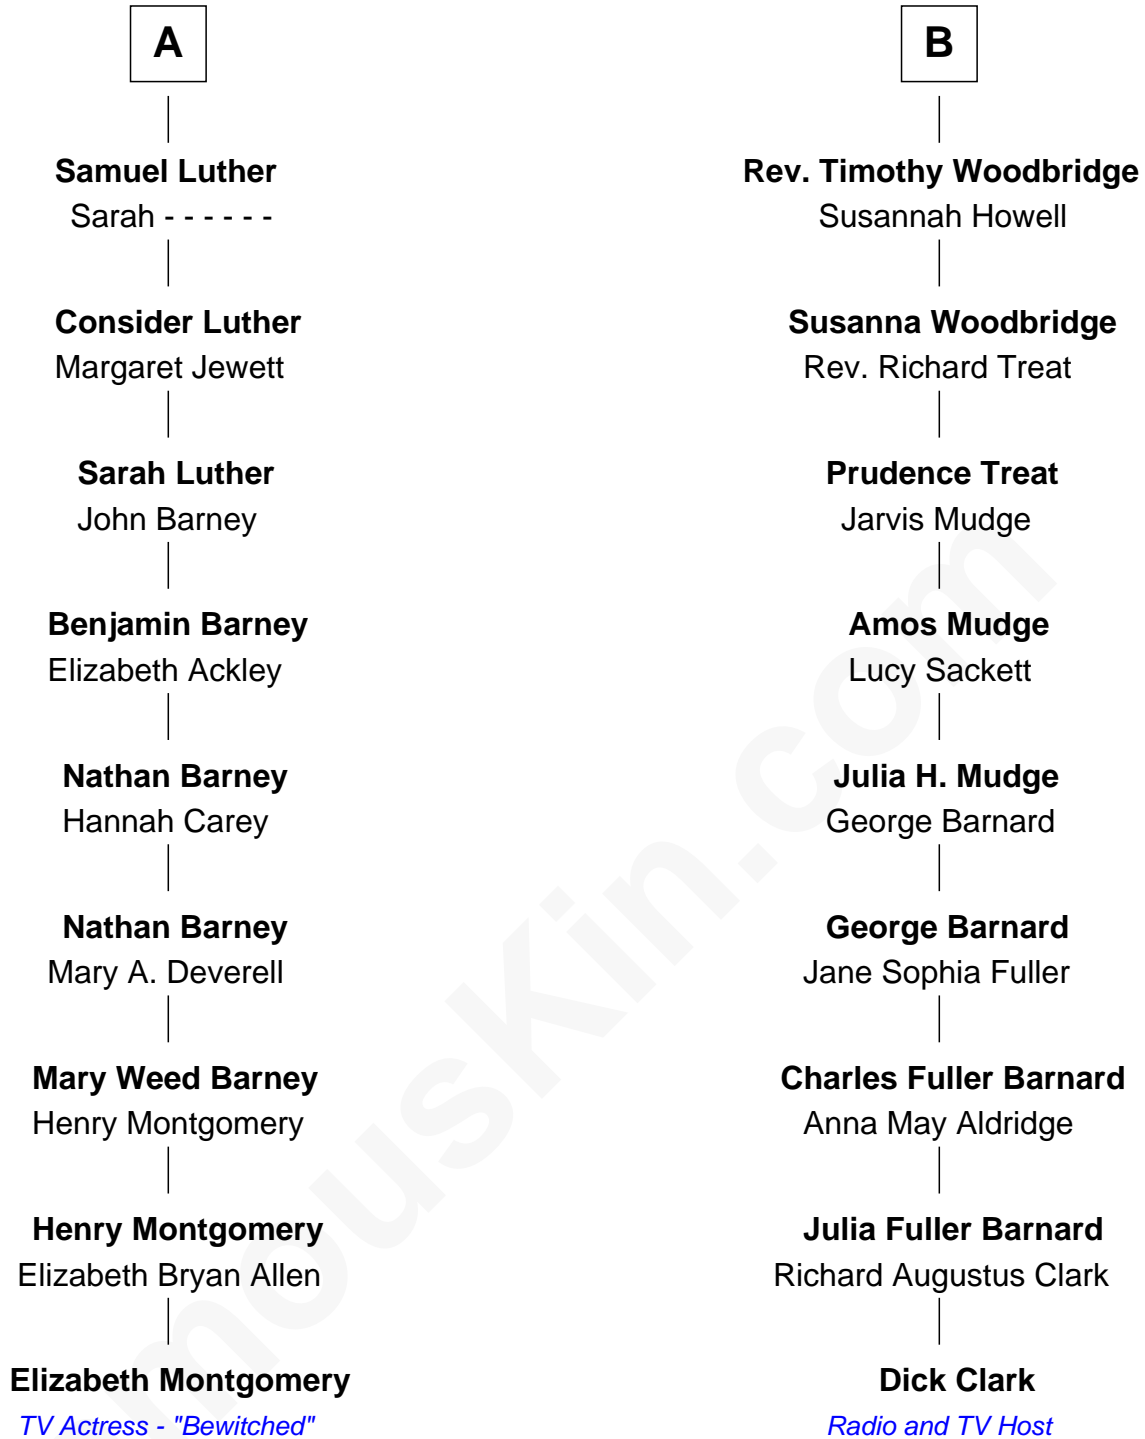 A
Samuel Luther
Sarah - - - - - -
Consider Luther
Margaret Jewett
Sarah Luther
John Barney
Benjamin Barney
Elizabeth Ackley
Nathan Barney
Hannah Carey
Nathan Barney
Mary A. Deverell
Mary Weed Barney
Henry Montgomery
Henry Montgomery
Elizabeth Bryan Allen
Elizabeth Montgomery
TV Actress - "Bewitched"
B
Rev. Timothy Woodbridge
Susannah Howell
Susanna Woodbridge
Rev. Richard Treat
Prudence Treat
Jarvis Mudge
Amos Mudge
Lucy Sackett
Julia H. Mudge
George Barnard
George Barnard
Jane Sophia Fuller
Charles Fuller Barnard
Anna May Aldridge
Julia Fuller Barnard
Richard Augustus Clark
Dick Clark
Radio and TV Host
mousKin.com